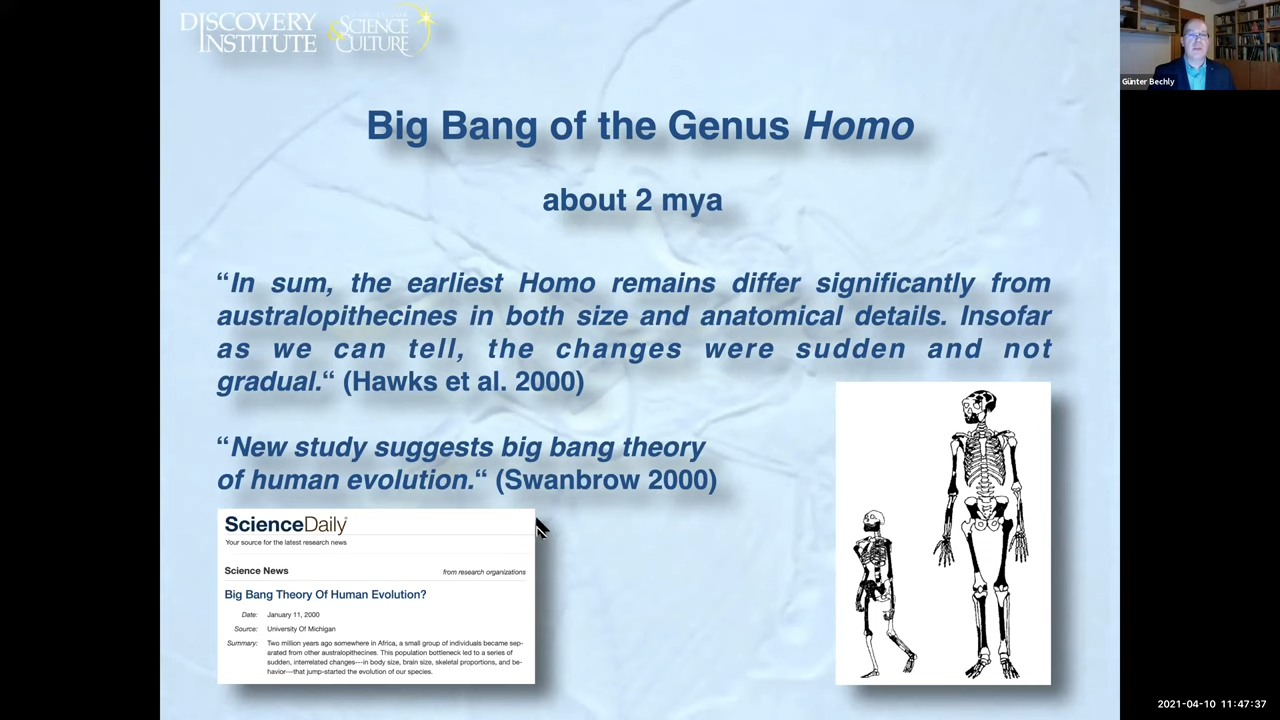 DISCOVERY
INSTITUTE
SCIENCE
&CULTURE
Günter Bechly
Big Bang of the Genus Homo
about 2 mya
“In sum, the earliest Homo remains differ significantly from
australopithecines in both size and anatomical details. Insofar
as we can tell, the changes were sudden and not
gradual.“ (Hawks et al. 2000)
“New study suggests big bang theory
of human evolution.“ (Swanbrow 2000)
ScienceDaily
Your source for the latest research news
Science News from research organizations
Big Bang Theory Of Human Evolution?
Date: January 11, 2000
Source: University Of Michigan
Summary: Two million years ago somewhere in Africa, a small group of individuals became sep-
arated from other australopithecines. This population bottleneck led to a series of
sudden, interrelated changes---in body size, brain size, skeletal proportions, and be-
havior---that jump-started the evolution of our species.
2021-04-10 11:47:37